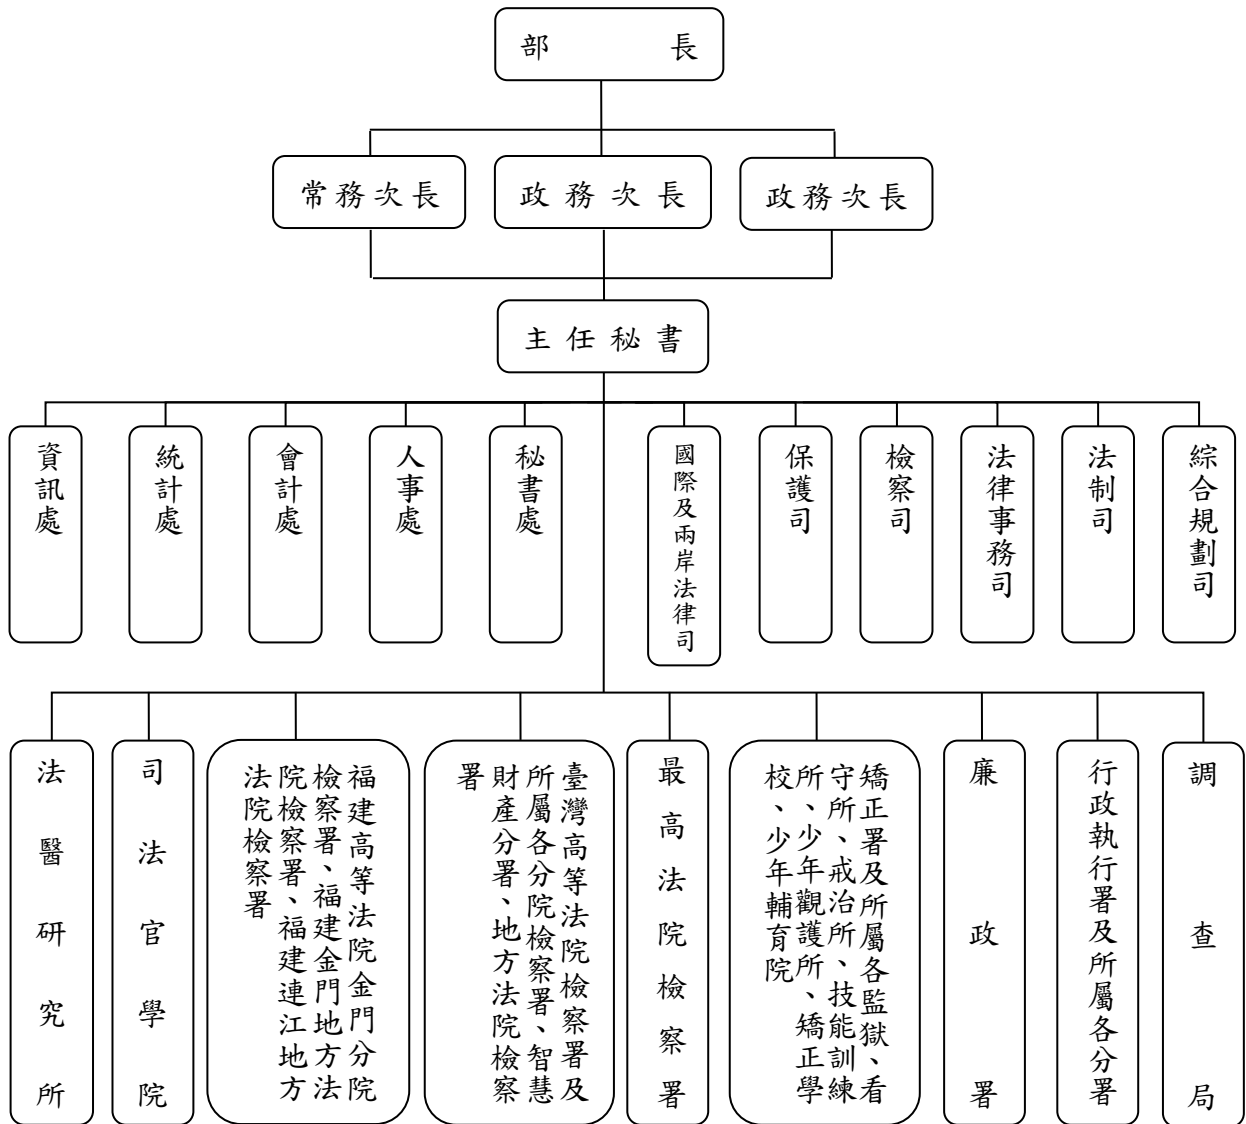 部長
常務次長
政務次長
政務次長
主任秘書
資訊處
統計處
會計處
人事處
秘書處
國際及兩岸法律司
保護司
檢察司
法律事務司
法制司
綜合規劃司
法醫研究所
司法官學院
福建高等法院金門分院
檢察署、福建金門地方法
院檢察署、福建連江地方
法院檢察署
臺灣高等法院檢察署及
所屬各分院檢察署、智慧
財產分署、地方法院檢察
署
最高法院檢察署
矯正署及所屬各監獄、看
守所、戒治所、技能訓練
所、少年觀護所、矯正學
校、少年輔育院
廉政署
行政執行署及所屬各分署
調查局